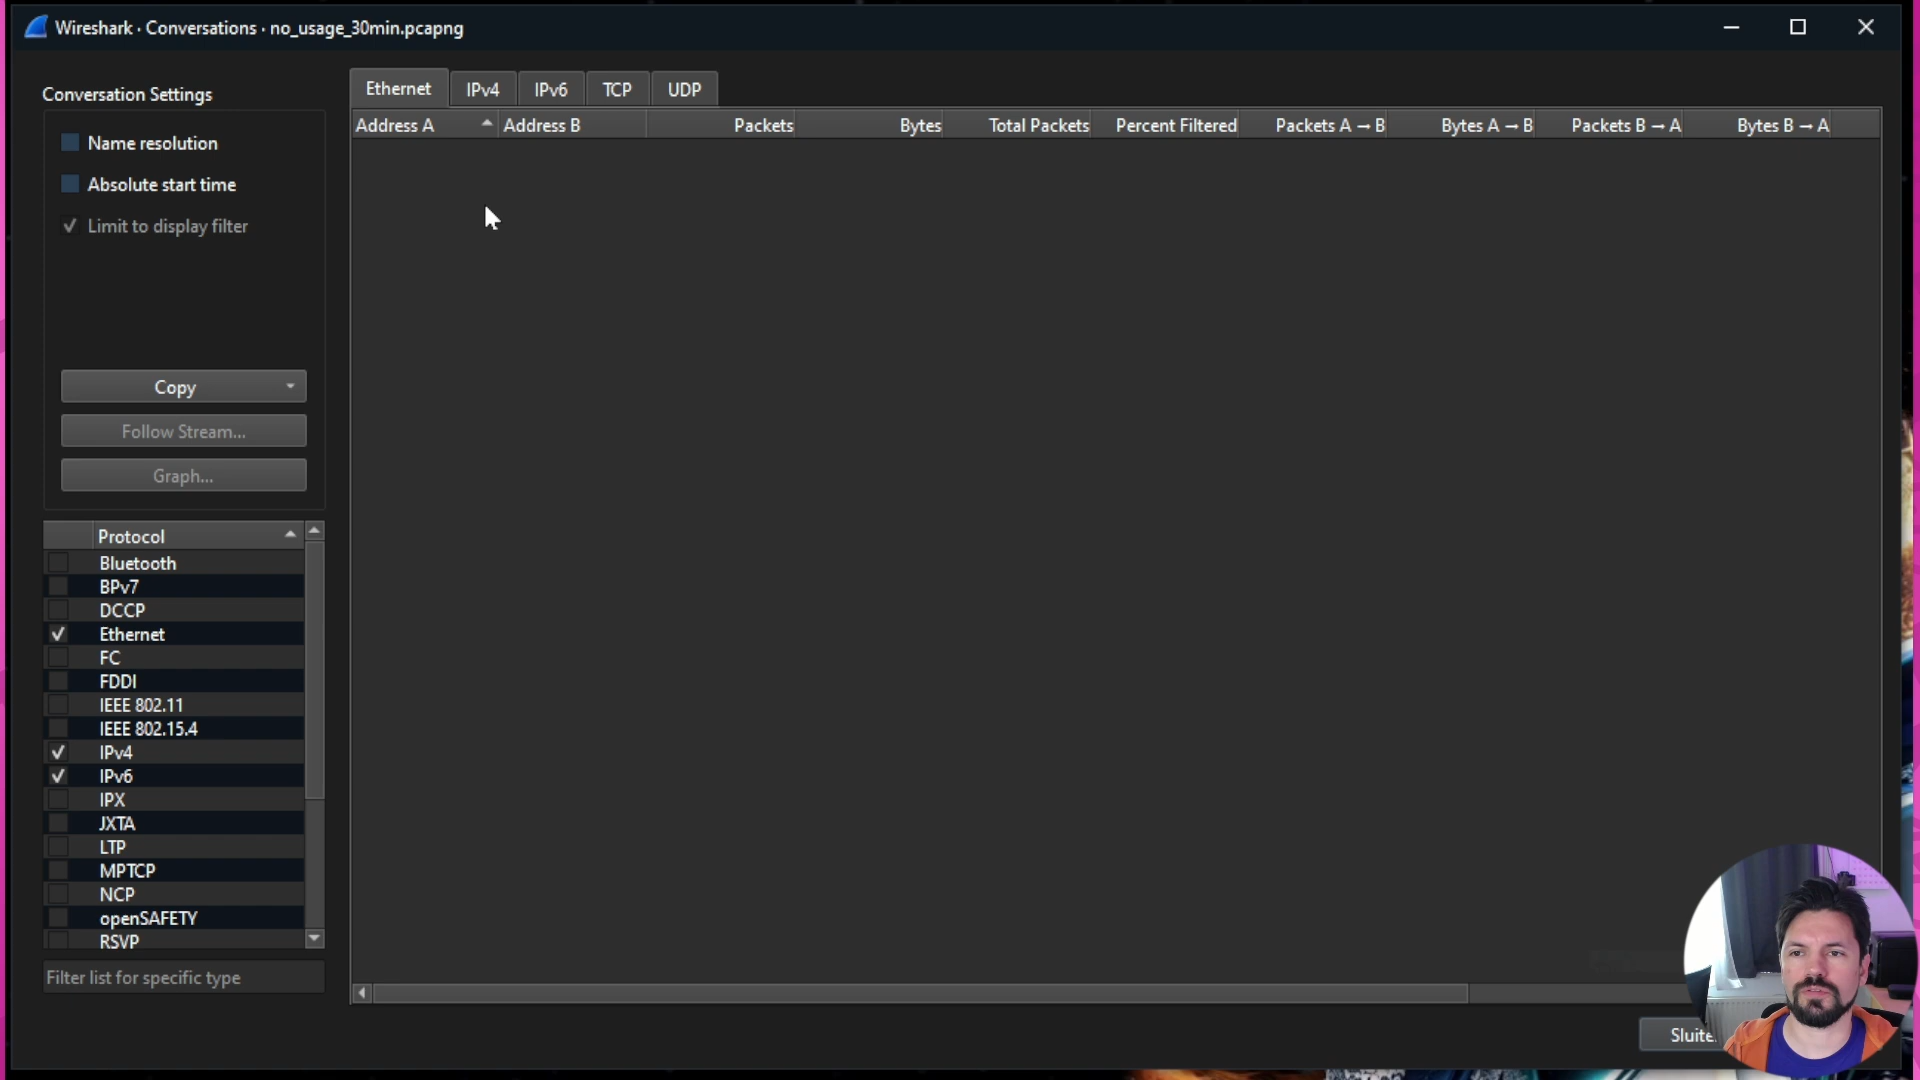 Wireshark · Conversations · no_usage_30min.pcapng
Conversation Settings
Name resolution
Absolute start time
Limit to display filter
Copy
Follow Stream...
Graph...
Protocol
Bluetooth
BPv7
DCCP
Ethernet
FC
FDDI
IEEE 802.11
IEEE 802.15.4
IPv4
IPv6
IPX
JXTA
LTP
MPTCP
NCP
openSAFETY
RSVP
Filter list for specific type
Ethernet IPv4 IPv6 TCP UDP
Address A Address B Packets Bytes Total Packets Percent Filtered Packets A → B Bytes A → B Packets B → A Bytes B → A
Sluite